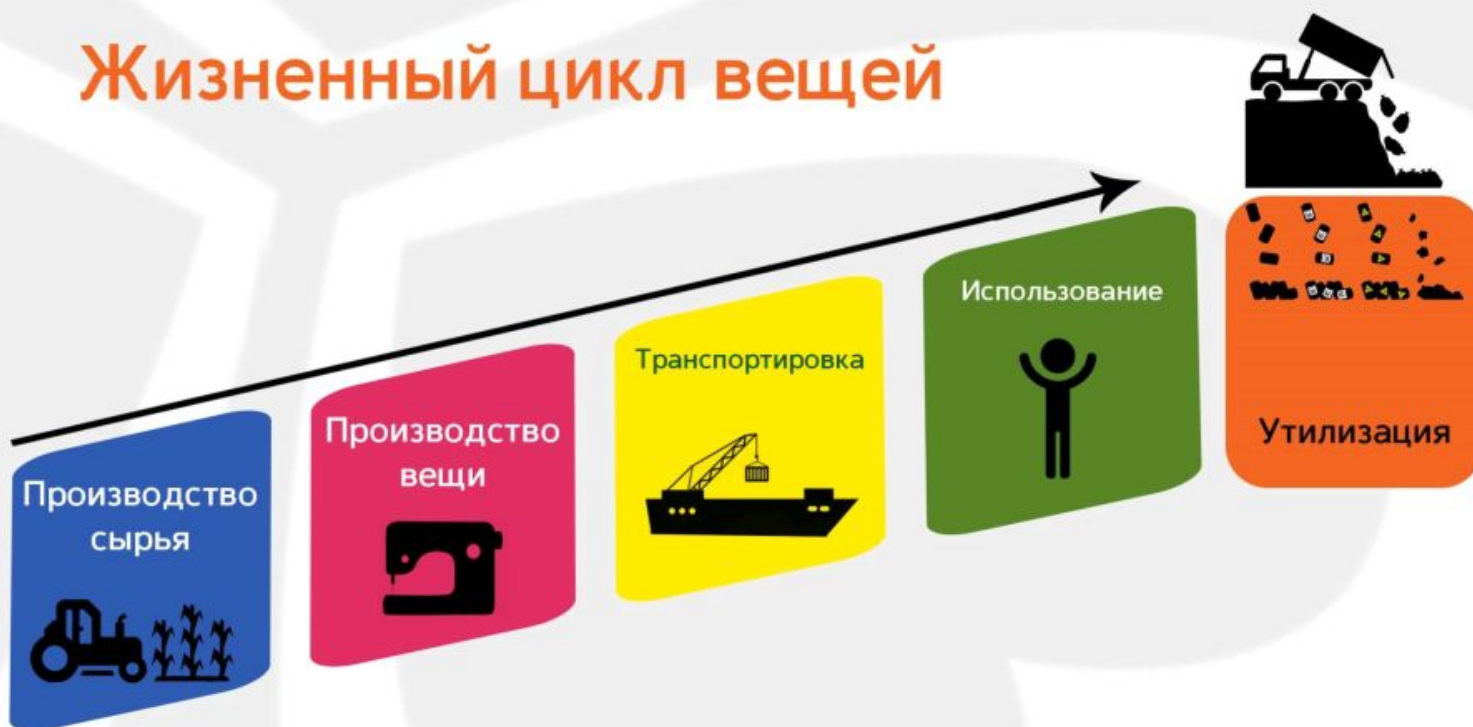 Жизненный цикл вещей
Производство
сырья
Производство
вещи
Транспортировка
Использование
Утилизация